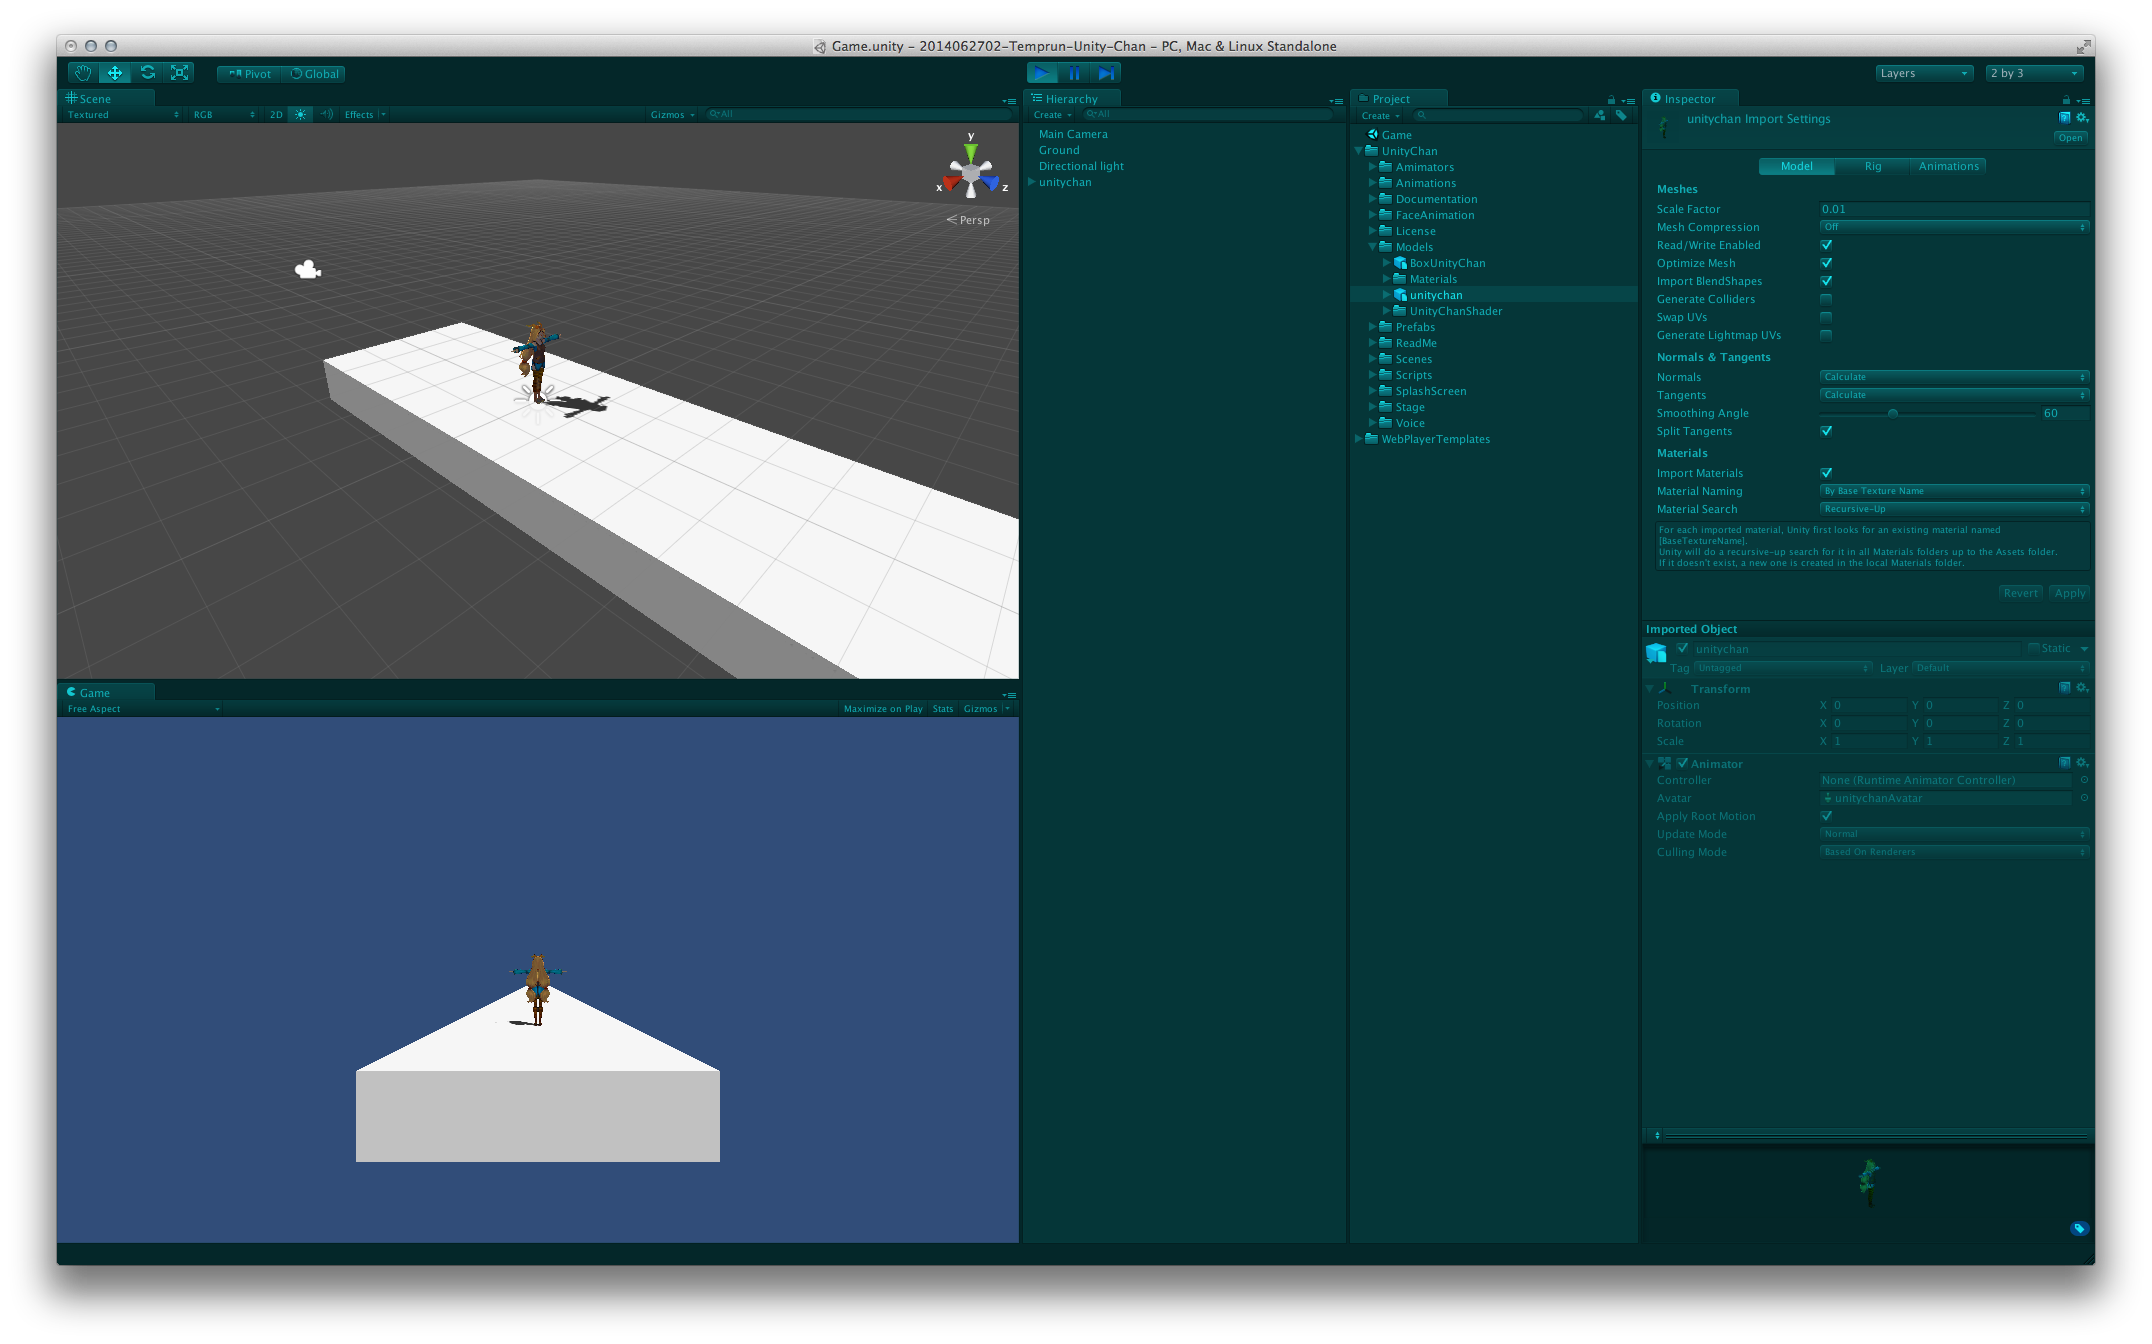 Game.unity – 2014062702-Temprun-Unity-Chan – PC, Mac & Linux Standalone
Pivot Global
Layers 2 by 3
Scene
Textured RGB 2D Effects Gizmos All
y
x z
Persp
Game
Free Aspect Maximize on Play Stats Gizmos
Hierarchy
Create All
Main Camera
Ground
Directional light
unitychan
Project
Create
Game
UnityChan
Amimators
Animations
Documentation
FaceAnimation
License
Models
BoxUnityChan
Materials
unitychan
UnityChanShader
Prefabs
ReadMe
Scenes
Scripts
SplashScreen
Stage
Voice
WebPlayerTemplates
Inspector
unitychan Import Settings
Open
Model Rig Animations
Meshes
Scale Factor 0.01
Mesh Compression Off
Read/Write Enabled
Optimize Mesh
Import BlendShapes
Generate Colliders
Swap UVs
Generate Lightmap UVs
Normals & Tangents
Normals Calculate
Tangents Calculate
Smoothing Angle 60
Split Tangents
Materials
Import Materials
Material Naming By Base Texture Name
Material Search Recursive-Up
For each imported material, Unity first looks for an existing material named
[BaseTextureName].
Unity will do a recursive-up search for it in all Materials folders up to the Assets folder.
If it doesn't exist, a new one is created in the local Materials folder.
Revert Apply
Imported Object
unitychan Static
Tag Untagged Layer Default
Transform
Position X 0 Y 0 Z 0
Rotation X 0 Y 0 Z 0
Scale X 1 Y 1 Z 1
Animator
Controller None (Runtime Animator Controller)
Avatar unitychanAvatar
Apply Root Motion
Update Mode Normal
Culling Mode Based On Renderers